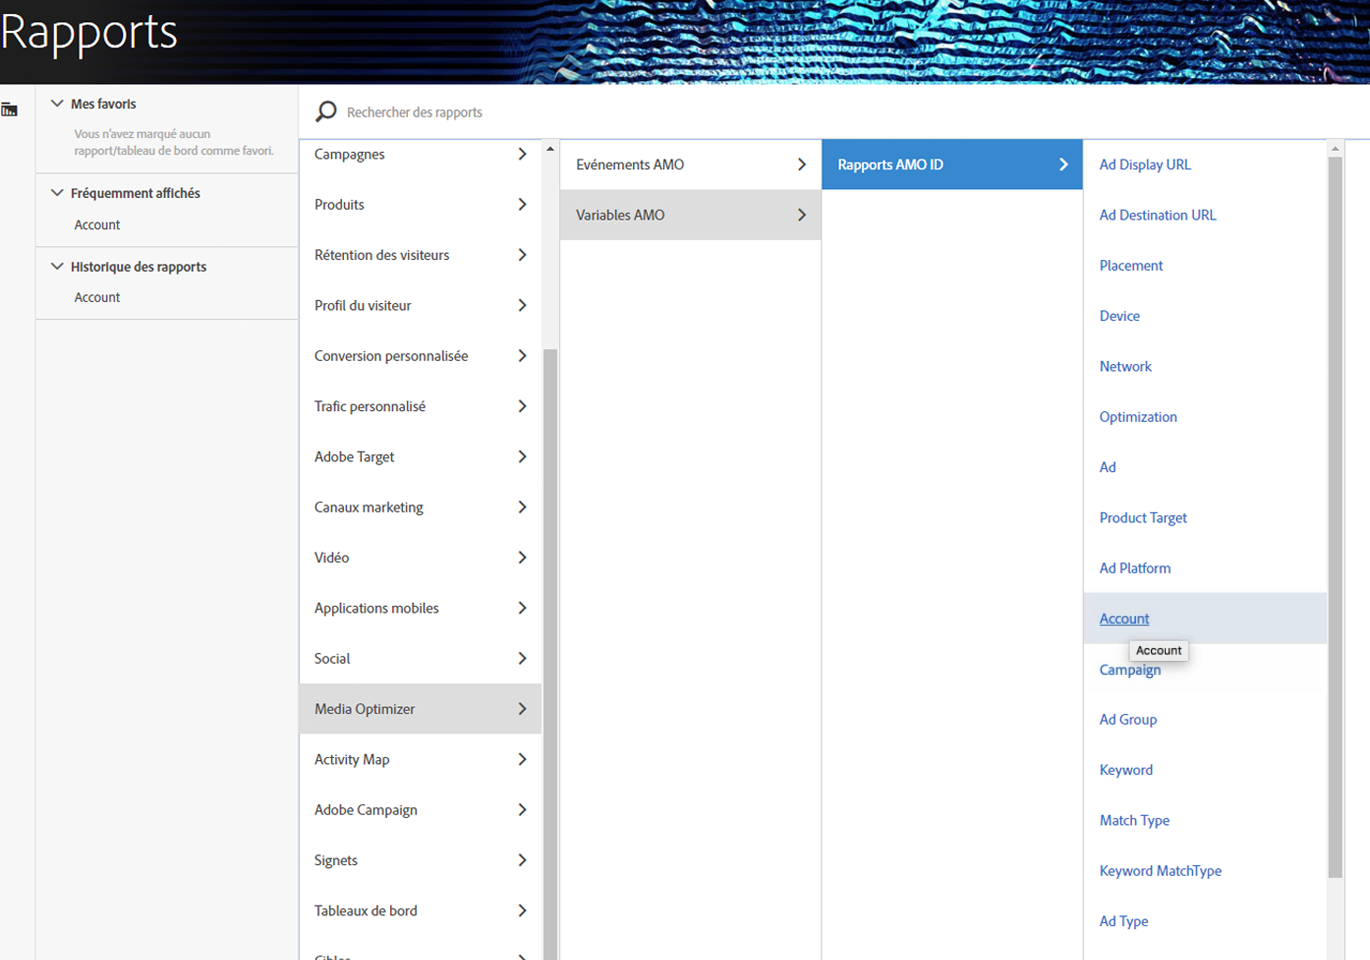 Rapports
Mes favoris
Vous n'avez marqué aucun
rapport/tableau de bord comme favori.
Fréquemment affichés
Account
Historique des rapports
Account
Rechercher des rapports
Campagnes
Produits
Rétention des visiteurs
Profil du visiteur
Conversion personnalisée
Trafic personnalisé
Adobe Target
Canaux marketing
Vidéo
Applications mobiles
Social
Media Optimizer
Activity Map
Adobe Campaign
Signets
Tableaux de bord
Cibles
Evénements AMO
Variables AMO
Rapports AMO ID
Ad Display URL
Ad Destination URL
Placement
Device
Network
Optimization
Ad
Product Target
Ad Platform
Account
Account
Campaign
Ad Group
Keyword
Match Type
Keyword MatchType
Ad Type